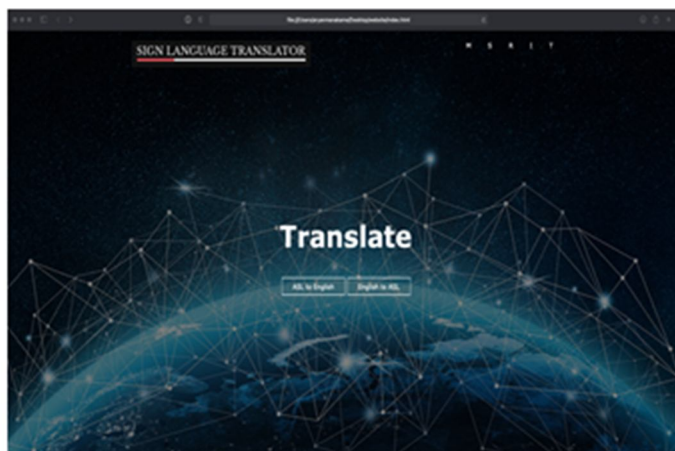 SIGN LANGUAGE TRANSLATOR
M S R I T
Translate
ASL to English
English to ASL